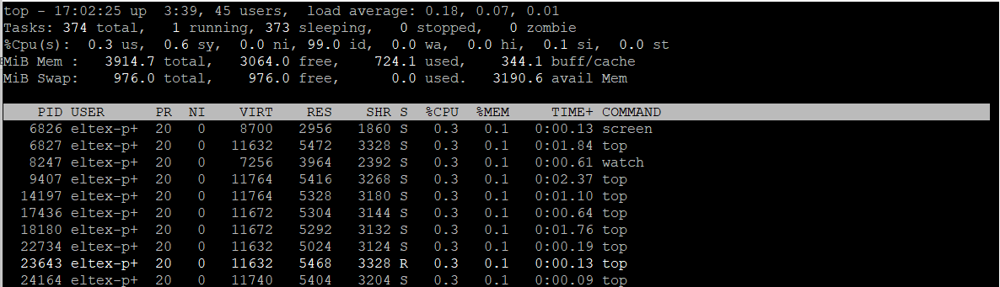 top - 17:02:25 up  3:39, 45 users,  load average: 0.18, 0.07, 0.01
Tasks: 374 total,   1 running, 373 sleeping,   0 stopped,   0 zombie
%Cpu(s):  0.3 us,  0.6 sy,  0.0 ni, 99.0 id,  0.0 wa,  0.0 hi,  0.1 si,  0.0 st
MiB Mem :   3914.7 total,   3064.0 free,    724.1 used,    344.1 buff/cache
MiB Swap:    976.0 total,    976.0 free,      0.0 used.   3190.6 avail Mem
    PID USER      PR  NI    VIRT    RES    SHR S  %CPU  %MEM     TIME+ COMMAND
   6826 eltex-p+  20   0    8700   2956   1860 S   0.3   0.1   0:00.13 screen
   6827 eltex-p+  20   0   11632   5472   3328 S   0.3   0.1   0:01.84 top
   8247 eltex-p+  20   0    7256   3964   2392 S   0.3   0.1   0:00.61 watch
   9407 eltex-p+  20   0   11764   5416   3268 S   0.3   0.1   0:02.37 top
  14197 eltex-p+  20   0   11764   5328   3180 S   0.3   0.1   0:01.10 top
  17436 eltex-p+  20   0   11672   5304   3144 S   0.3   0.1   0:00.64 top
  18180 eltex-p+  20   0   11672   5292   3132 S   0.3   0.1   0:01.76 top
  22734 eltex-p+  20   0   11632   5024   3124 S   0.3   0.1   0:00.19 top
  23643 eltex-p+  20   0   11632   5468   3328 R   0.3   0.1   0:00.13 top
  24164 eltex-p+  20   0   11740   5404   3204 S   0.3   0.1   0:00.09 top